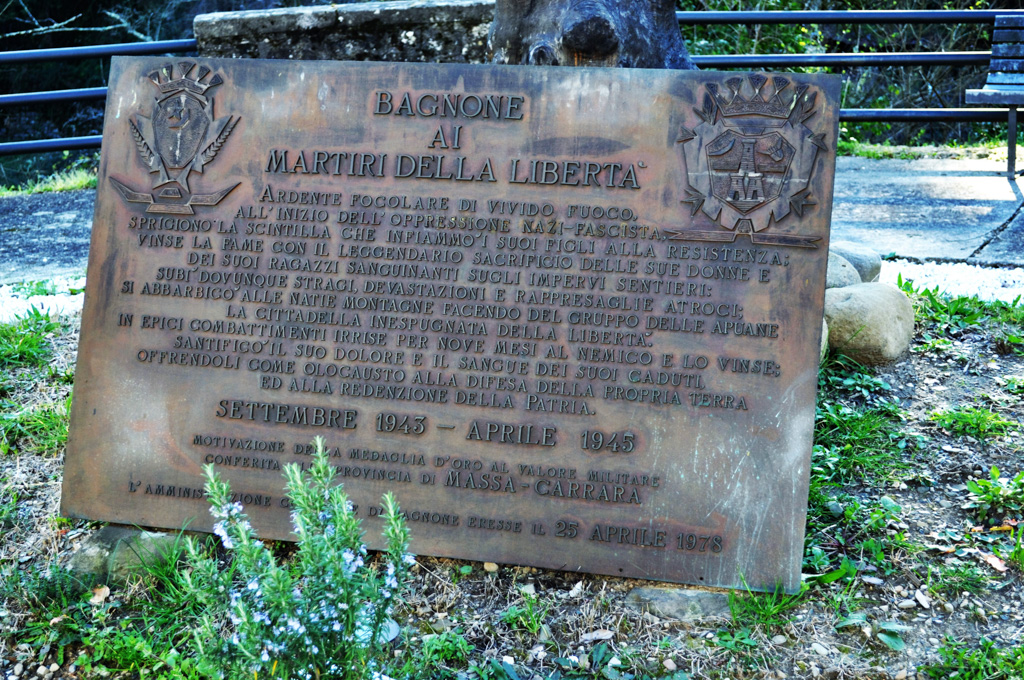 BAGNONE
AI
MARTIRI DELLA LIBERTA`
ARDENTE FOCOLARE DI VIVIDO FUOCO,
ALL'INIZIO DELL'OPPRESSIONE NAZI-FASCISTA,
SPRIGIONO' LA SCINTILLA CHE INFIAMMO' I SUOI FIGLI ALLA RESISTENZA;
VINSE LA FAME CON IL LEGGENDARIO SACRIFICIO DELLE SUE DONNE E
DEI SUOI RAGAZZI SANGUINANTI SUGLI IMPERVI SENTIERI:
SUBI' DOVUNQUE STRAGI, DEVASTAZIONI E RAPPRESAGLIE ATROCI;
SI ABBARBICO' ALLE NATIE MONTAGNE FACENDO DEL GRUPPO DELLE APUANE
LA CITTADELLA INESPUGNATA DELLA LIBERTA'.
IN EPICI COMBATTIMENTI IRRISE PER NOVE MESI AL NEMICO E LO VINSE;
SANTIFICO' IL SUO DOLORE E IL SANGUE DEI SUOI CADUTI,
OFFRENDOLI COME OLOCAUSTO ALLA DIFESA DELLA PROPRIA TERRA
ED ALLA REDENZIONE DELLA PATRIA.
SETTEMBRE 1943 - APRILE 1945
MOTIVAZIONE DELLA MEDAGLIA D'ORO AL VALORE MILITARE
CONFERITA PROVINCIA DI MASSA-CARRARA
L'AMMINISTRAZIONE DI BAGNONE ERESSE IL 25 APRILE 1978